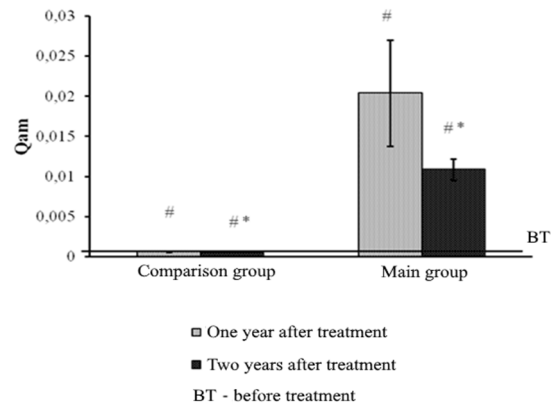 0,03
#
0,025
0,02
#*
0,015
Qam
0,01
#
#*
0,005
BT
0
Comparison group
Main group
One year after treatment
Two years after treatment
BT - before treatment